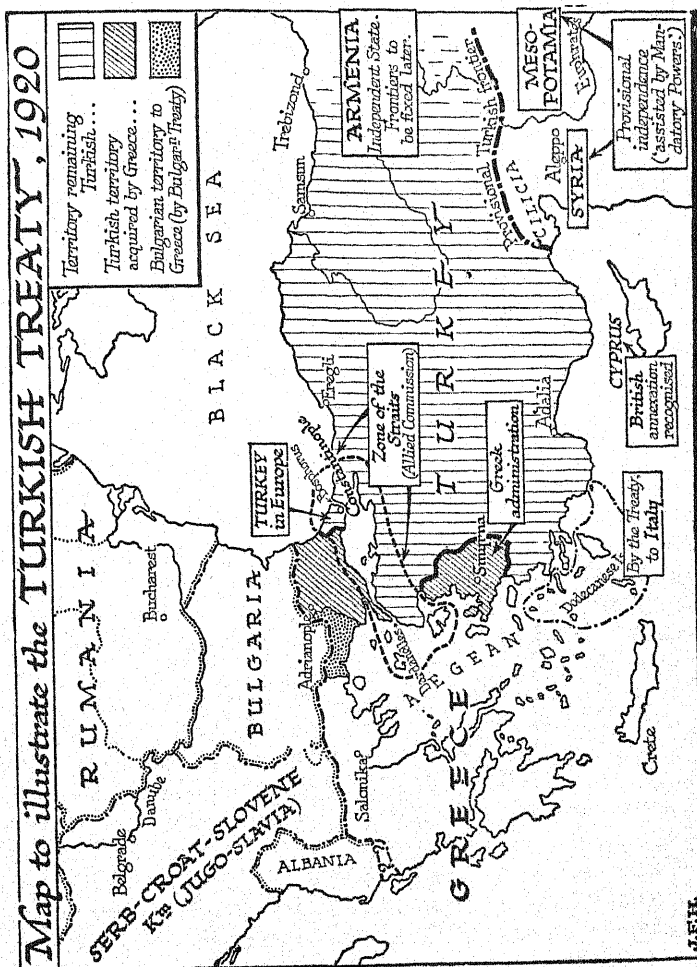 Map to illustrate the TURKISH TREATY, 1920
Territory remaining
Turkish....
Turkish territory
acquired by Greece....
Bulgarian territory to
Greece (by Bulgarn Treaty)
RUMANIA
Belgrade
Danube
Bucharest
SERB-CROAT-SLOVENE
Km (JUGO-SLAVIA)
BULGARIA
ALBANIA
BLACK SEA
Adrianople
TURKEY
in Europe
Bosphorus
Constantinople
Eregli
Samsun
Trebizond
Zone of the
Straits
(Allied Commission)
ARMENIA
Independent State.
Frontiers to
be fixed later.
Salonika
Dardanelles
AEGEAN
GREECE
Smyrna
Greek
administration
TURKEY
Provisional Turkish Frontier
CILICIA
Adalia
Aleppo
SYRIA
MESO-
POTAMIA
Euphrates
Provisional
independence
('assisted by Man-
datory Powers.')
CYPRUS
British
annexation
recognised
Dodecanese Is.
By the Treaty
to Italy
Crete
J.F.H.